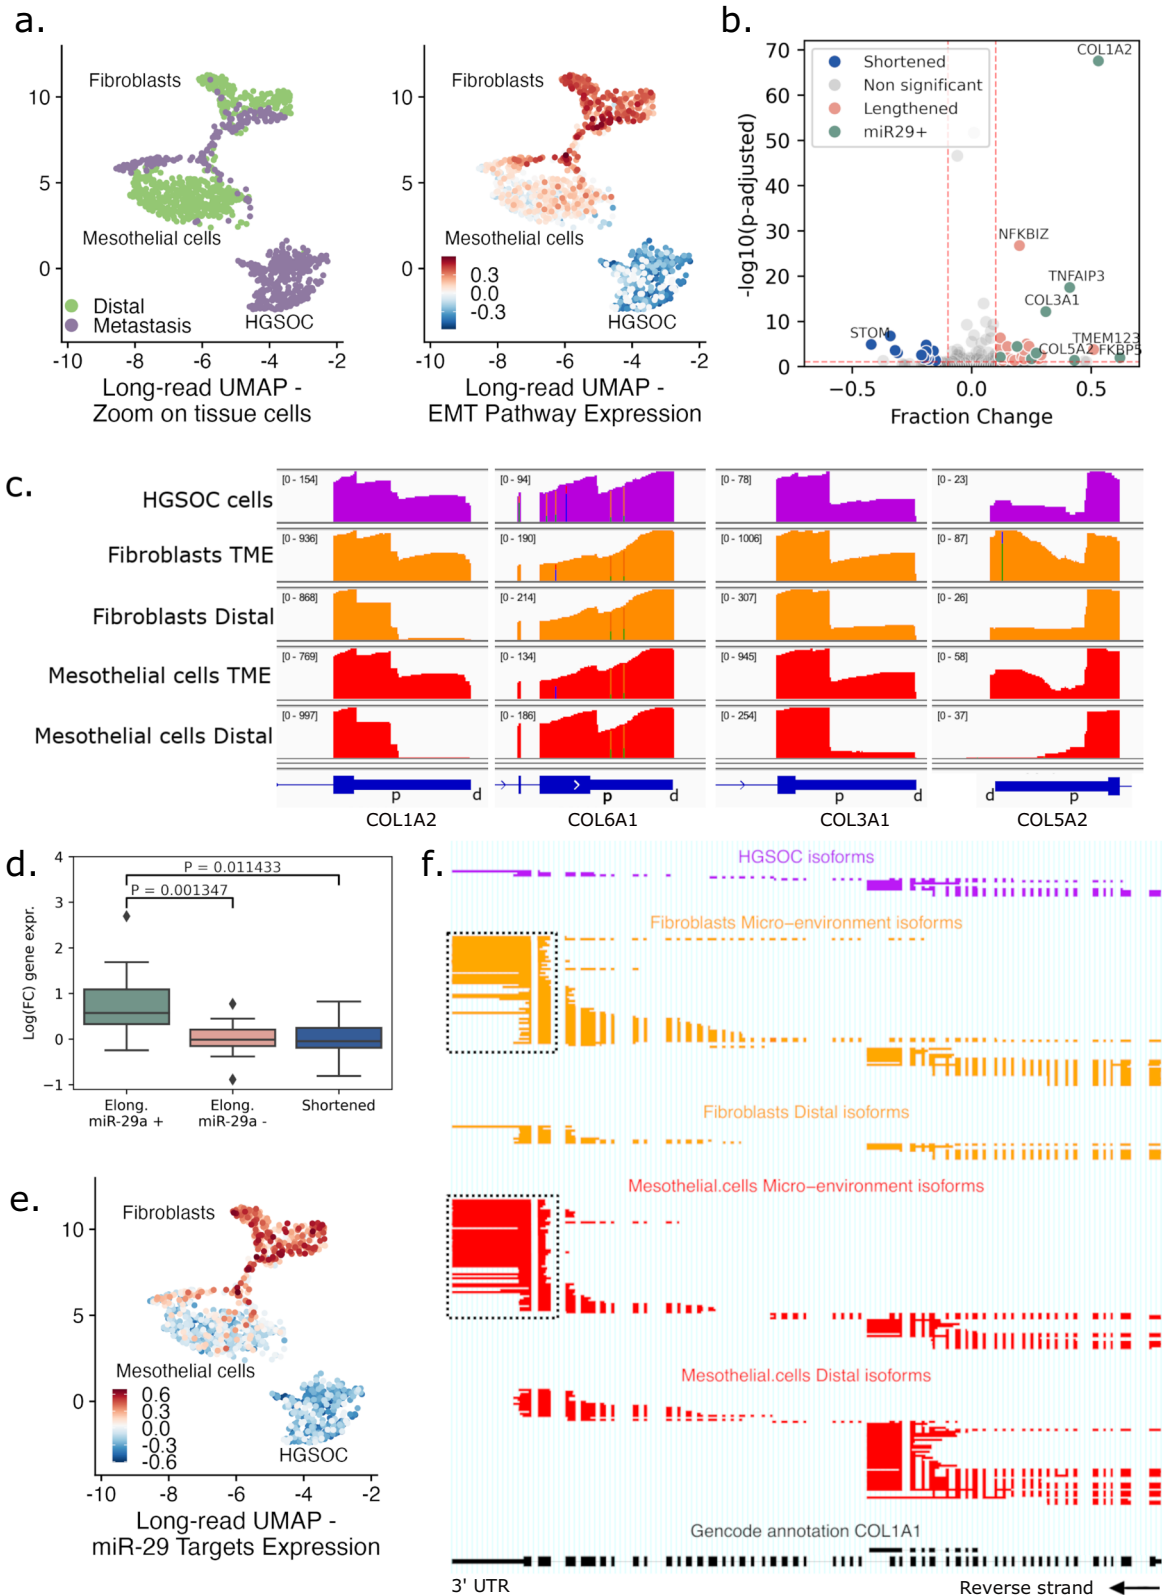 a.
Fibroblasts
Mesothelial cells
HGSOC
Distal
Metastasis
10
5
0
-10
-8
-6
-4
-2
Long-read UMAP -
Zoom on tissue cells
Fibroblasts
Mesothelial cells
0.3
0.0
-0.3
HGSOC
10
5
0
-10
-8
-6
-4
-2
Long-read UMAP -
EMT Pathway Expression
b.
-log10(p-adjusted)
70
60
50
40
30
20
10
0
Shortened
Non significant
Lengthened
miR29+
COL1A2
NFKBIZ
TNFAIP3
COL3A1
STOM
TMEM123
COL5A2
FKBP5
−0.5
0.0
0.5
Fraction Change
c.
HGSOC cells
[0 - 154]
[0 - 94]
[0 - 78]
[0 - 23]
Fibroblasts TME
[0 - 936]
[0 - 190]
[0 - 1006]
[0 - 87]
Fibroblasts Distal
[0 - 868]
[0 - 214]
[0 - 307]
[0 - 26]
Mesothelial cells TME
[0 - 769]
[0 - 134]
[0 - 945]
[0 - 58]
Mesothelial cells Distal
[0 - 997]
[0 - 186]
[0 - 254]
[0 - 37]
p d
p d
p d
d p
COL1A2
COL6A1
COL3A1
COL5A2
d.
Log(FC) gene expr.
4
3
2
1
0
−1
P = 0.011433
P = 0.001347
Elong.
miR-29a +
Elong.
miR-29a -
Shortened
e.
Fibroblasts
Mesothelial cells
0.6
0.3
0.0
-0.3
-0.6
HGSOC
10
5
0
-10
-8
-6
-4
-2
Long-read UMAP -
miR-29 Targets Expression
f.
HGSOC isoforms
Fibroblasts Micro−environment isoforms
Fibroblasts Distal isoforms
Mesothelial.cells Micro−environment isoforms
Mesothelial.cells Distal isoforms
Gencode annotation COL1A1
3' UTR
Reverse strand